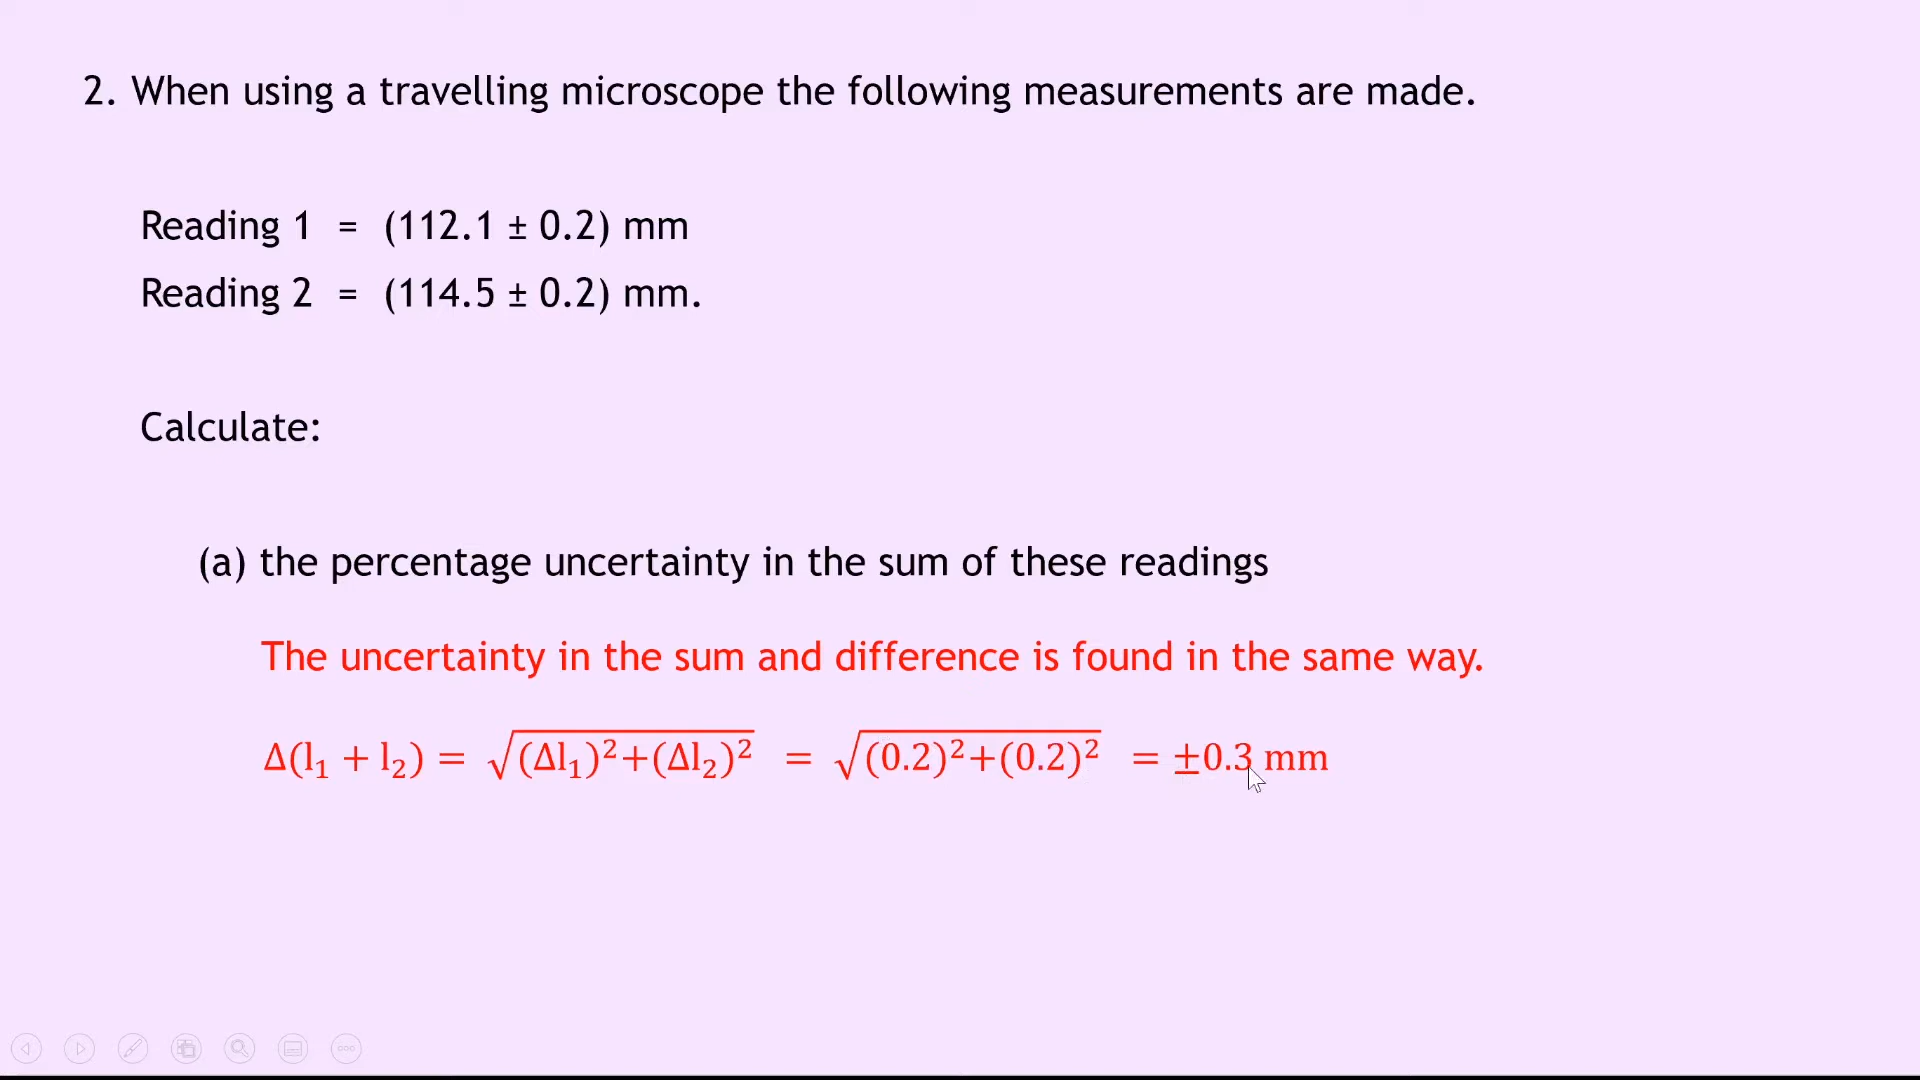 2. When using a travelling microscope the following measurements are made.
Reading 1 = (112.1 ± 0.2) mm
Reading 2 = (114.5 ± 0.2) mm.
Calculate:
(a) the percentage uncertainty in the sum of these readings
The uncertainty in the sum and difference is found in the same way.
Δ(l₁ + l₂) = √(Δl₁)²+(Δl₂)² = √(0.2)²+(0.2)² = ±0.3 mm